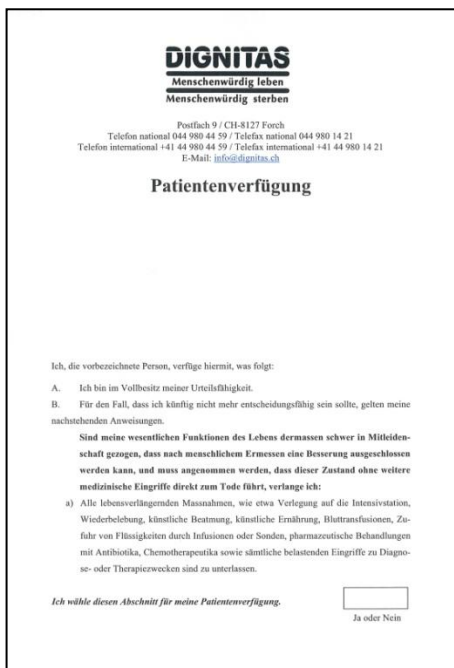 DIGNITAS
Menschenwürdig leben
Menschenwürdig sterben
Postfach 9 / CH-8127 Forch
Telefon national 044 980 44 59 / Telefax national 044 980 14 21
Telefon international +41 44 980 44 59 / Telefax international +41 44 980 14 21
E-Mail: info@dignitas.ch
Patientenverfügung
Ich, die vorbezeichnete Person, verfüge hiermit, was folgt:
A. Ich bin im Vollbesitz meiner Urteilsfähigkeit.
B. Für den Fall, dass ich künftig nicht mehr entscheidungsfähig sein sollte, gelten meine
nachstehenden Anweisungen.
Sind meine wesentlichen Funktionen des Lebens dermassen schwer in Mitleiden-
schaft gezogen, dass nach menschlichem Ermessen eine Besserung ausgeschlossen
werden kann, und muss angenommen werden, dass dieser Zustand ohne weitere
medizinische Eingriffe direkt zum Tode führt, verlange ich:
a) Alle lebensverlängernden Massnahmen, wie etwa Verlegung auf die Intensivstation,
Wiederbelebung, künstliche Beatmung, künstliche Ernährung, Bluttransfusionen, Zu-
fuhr von Flüssigkeiten durch Infusionen oder Sonden, pharmazeutische Behandlungen
mit Antibiotika, Chemotherapeutika sowie sämtliche belastenden Eingriffe zu Diagno-
se- oder Therapiezwecken sind zu unterlassen.
Ich wähle diesen Abschnitt für meine Patientenverfügung.
Ja oder Nein